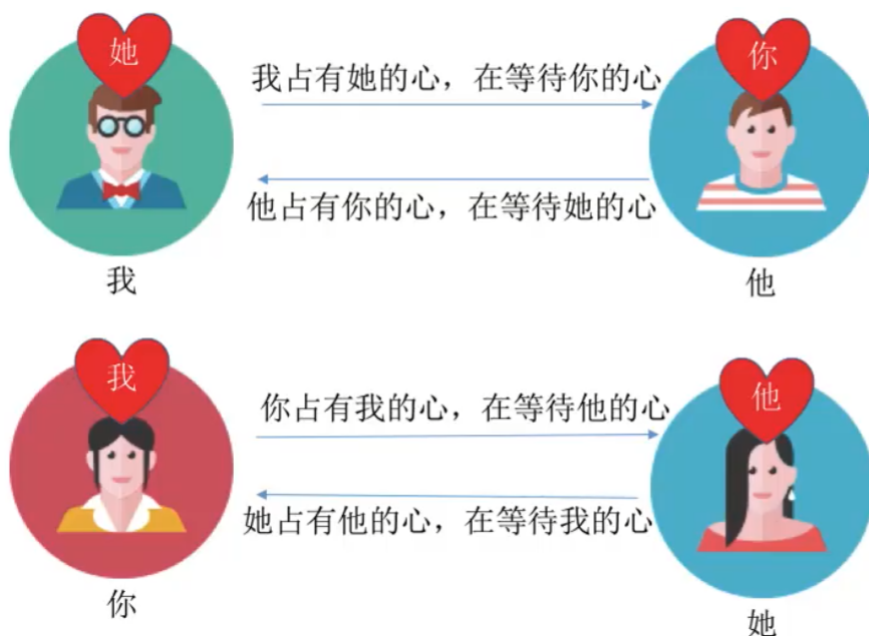 她
你
我占有她的心，在等待你的心
他占有你的心，在等待她的心
我
他
我
他
你占有我的心，在等待他的心
她占有他的心，在等待我的心
你
她